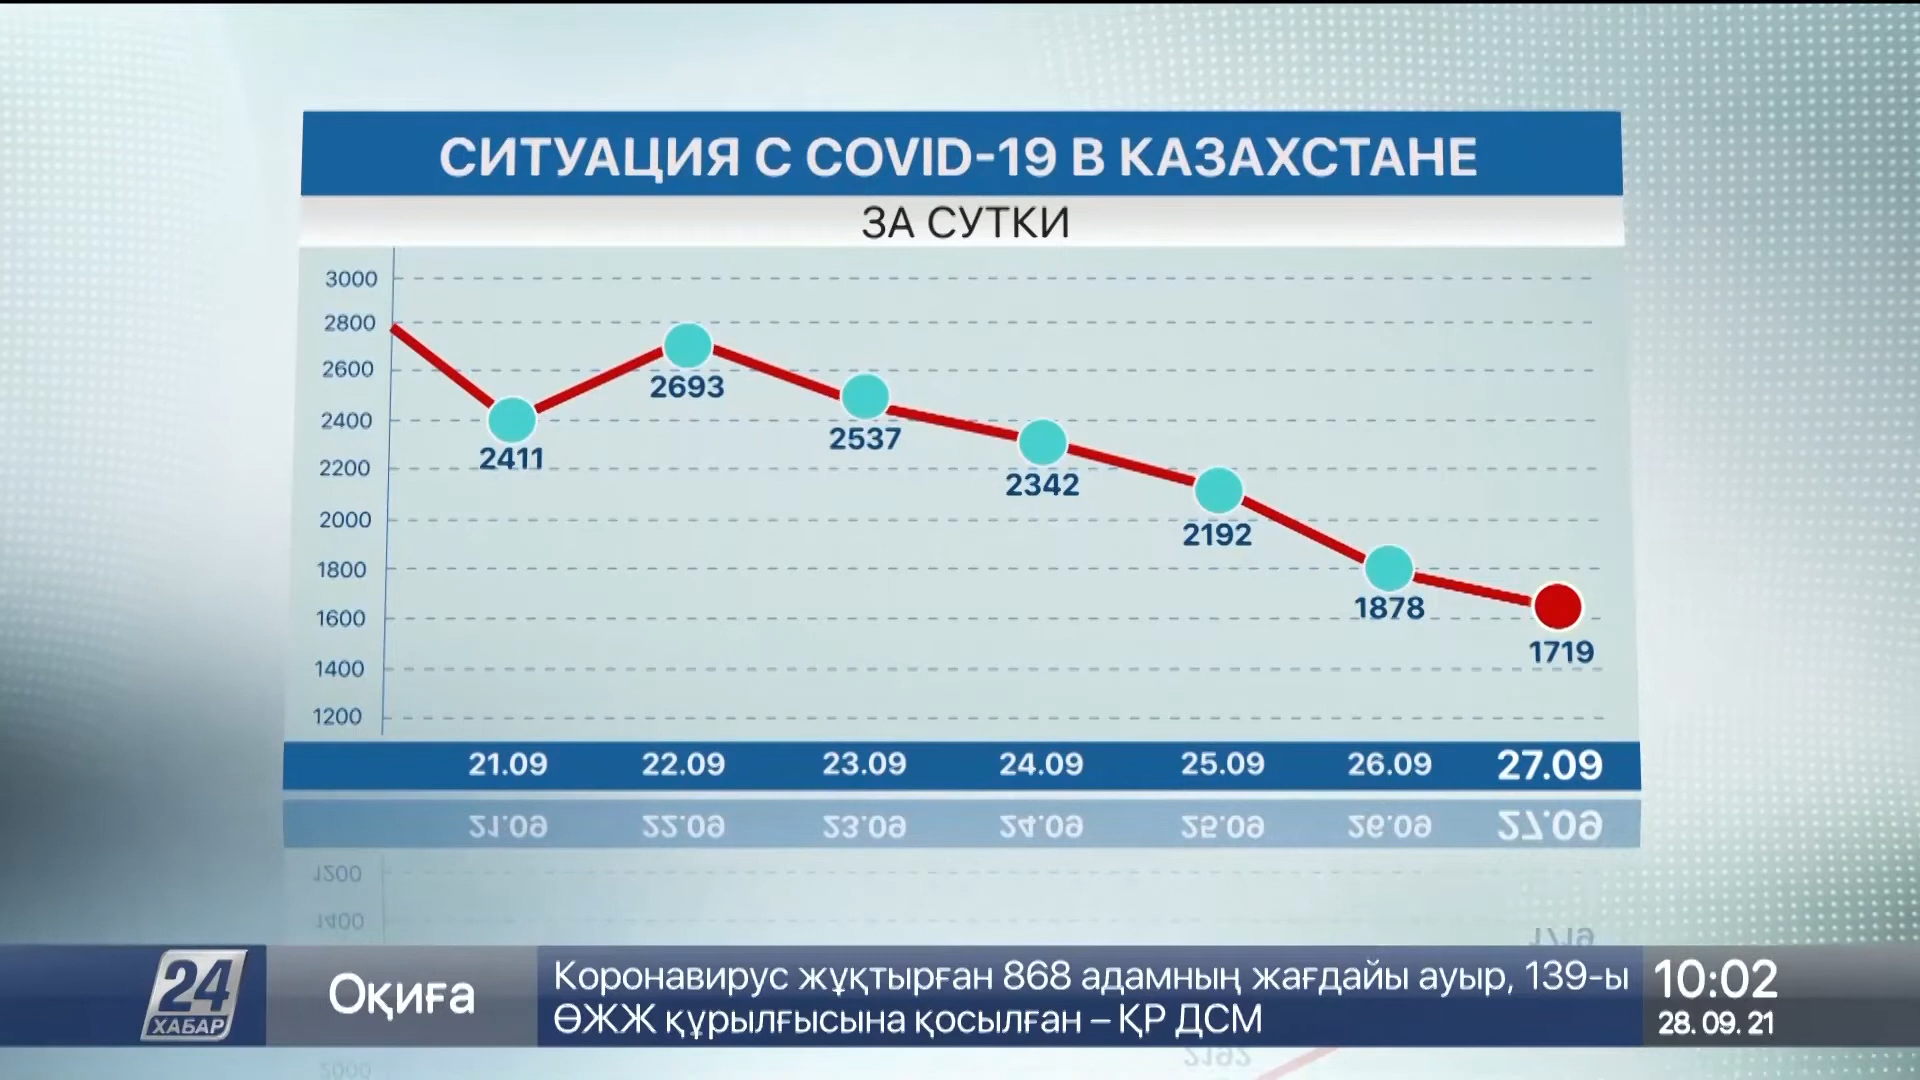 СИТУАЦИЯ С COVID-19 В КАЗАХСТАНЕ
ЗА СУТКИ
3000
2800
2600
2400
2200
2000
1800
1600
1400
1200
2411
2693
2537
2342
2192
1878
1719
21.09 22.09 23.09 24.09 25.09 26.09 27.09
24
ХАБАР
Оқиға
Коронавирус жұқтырған 868 адамның жағдайы ауыр, 139-ы
ӨЖЖ құрылғысына қосылған – ҚР ДСМ
10:02
28. 09. 21